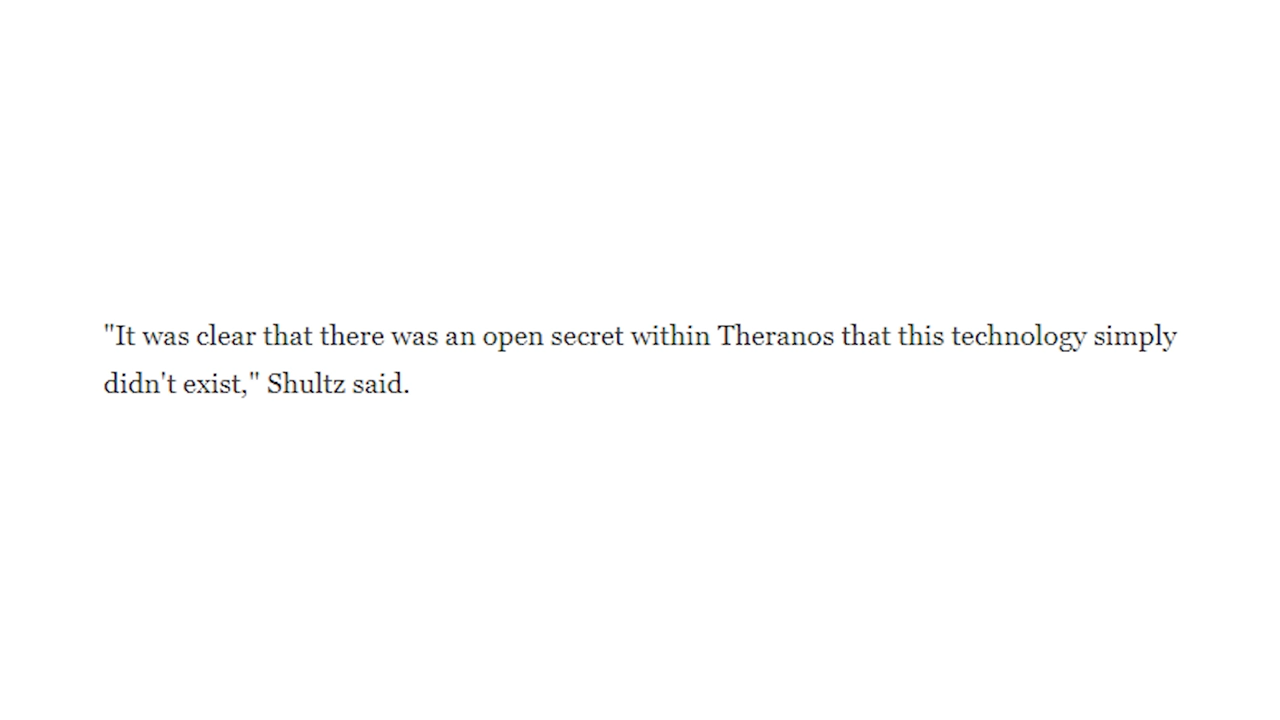 "It was clear that there was an open secret within Theranos that this technology simply
didn't exist," Shultz said.